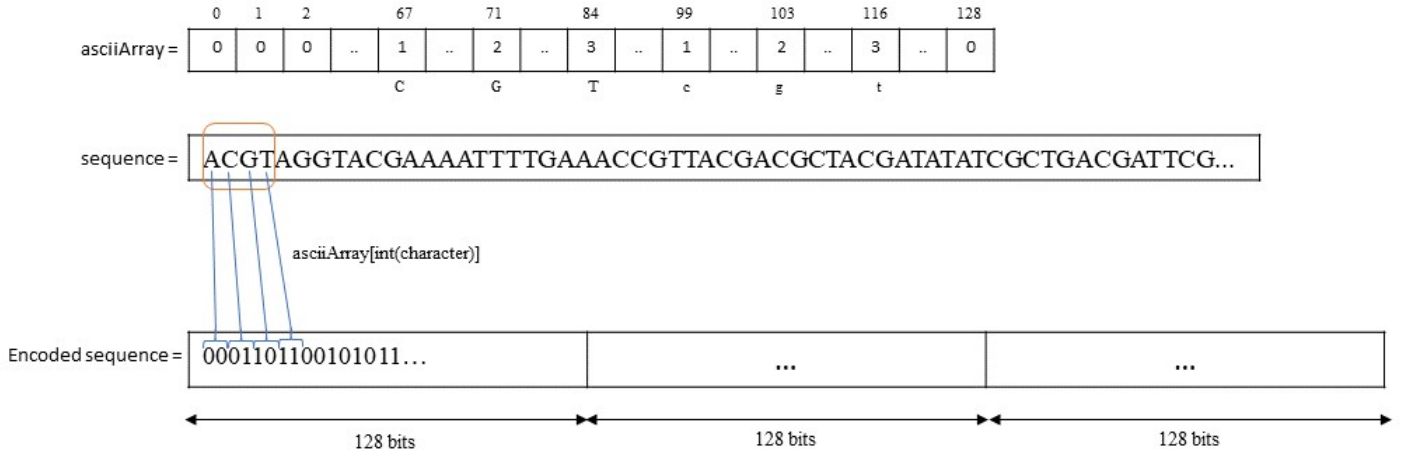 0 1 2 67 71 84 99 103 116 128
asciiArray = 0 0 0 .. 1 .. 2 .. 3 .. 1 .. 2 .. 3 .. 0
C G T c g t
sequence = ACGTAGGTACGAAAATTTTGAAACCGTTACGACGCTACGATATATCGCTGACGATTCG...
asciiArray[int(character)]
Encoded sequence = 0001101100101011... ... ...
128 bits 128 bits 128 bits